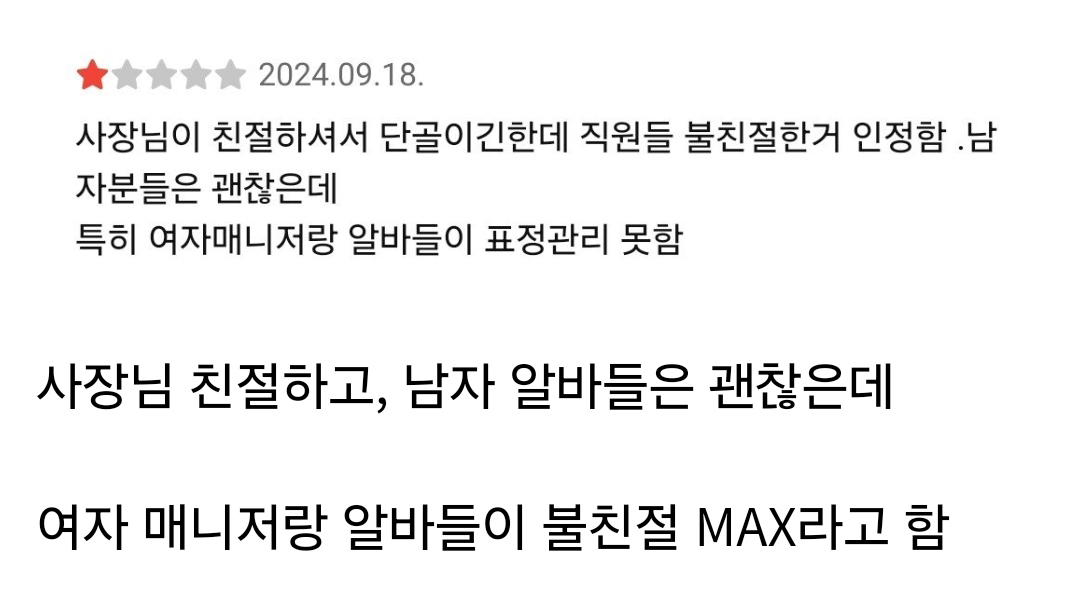 2024.09.18.
사장님이 친절하셔서 단골이긴한데 직원들 불친절한거 인정함 .남
자분들은 괜찮은데
특히 여자매니저랑 알바들이 표정관리 못함
사장님 친절하고, 남자 알바들은 괜찮은데
여자 매니저랑 알바들이 불친절 MAX라고 함